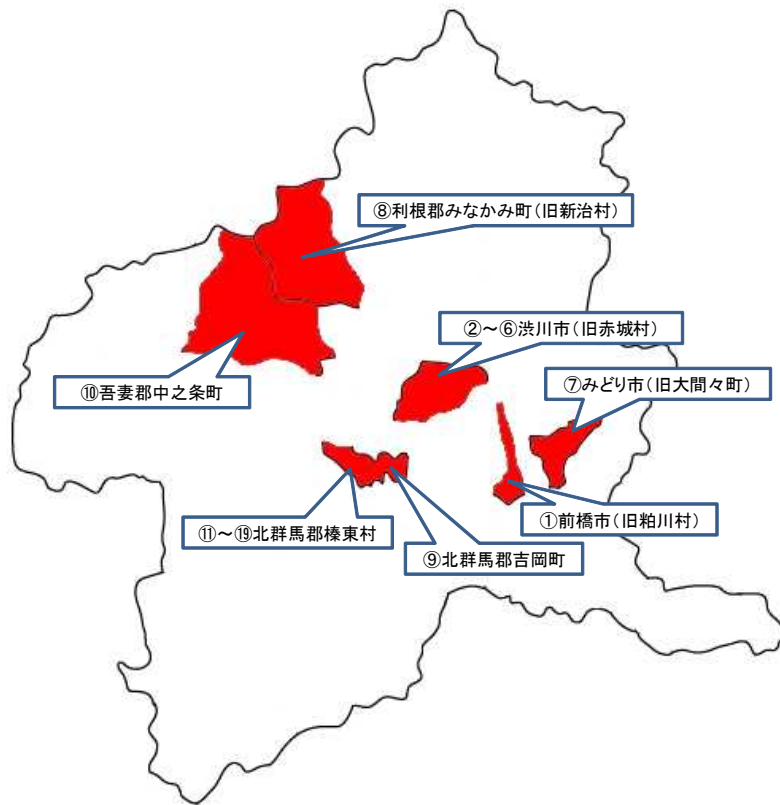 ⑧利根郡みなかみ町(旧新治村)
②～⑥渋川市(旧赤城村)
⑦みどり市(旧大間々町)
⑩吾妻郡中之条町
⑪～⑲北群馬郡榛東村
①前橋市(旧粕川村)
⑨北群馬郡吉岡町